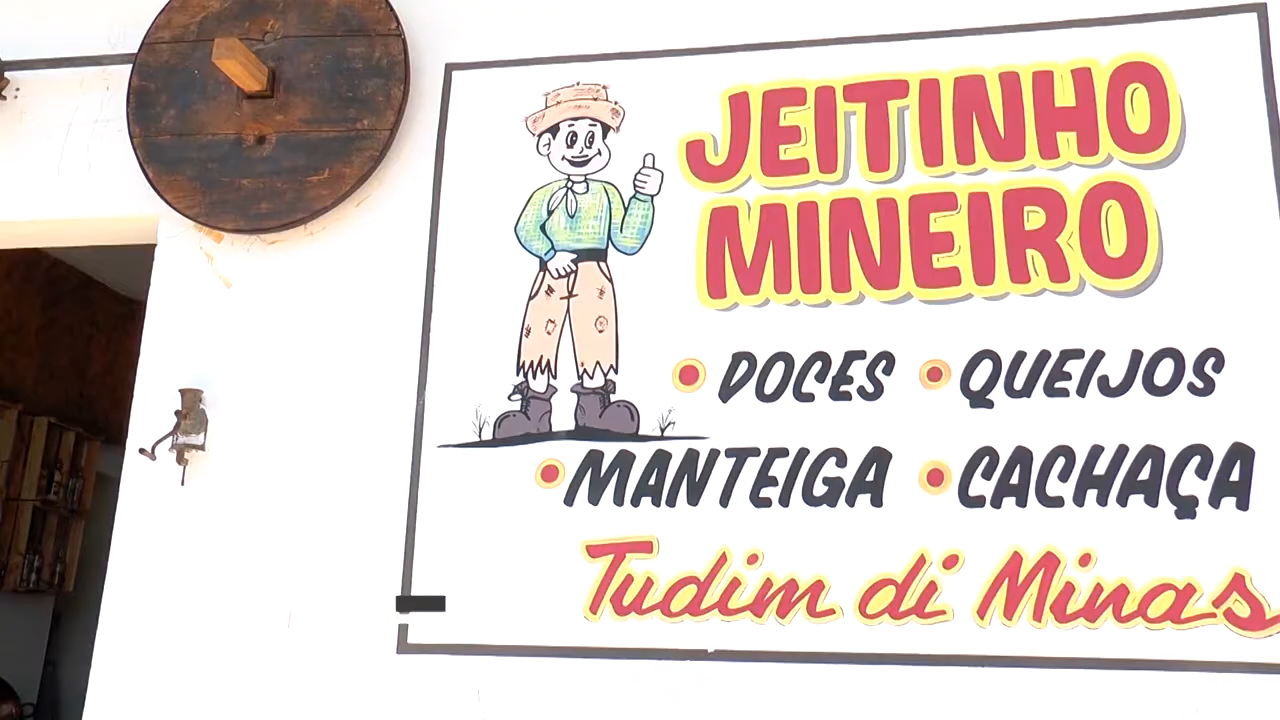 JEITINHO
MINEIRO
DOCES QUEIJOS
MANTEIGA CACHAÇA
Tudim di Minas